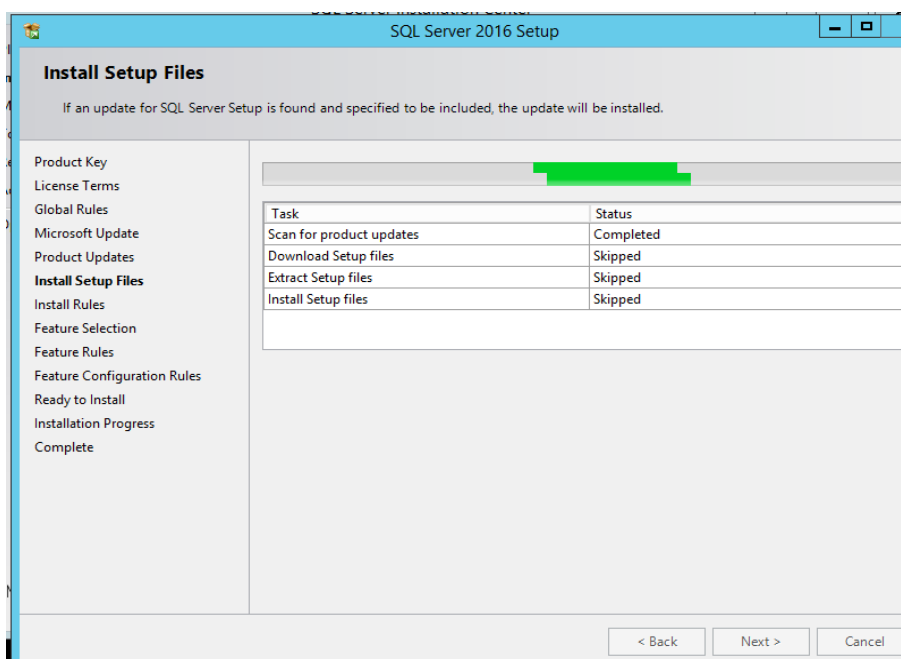 SQL Server 2016 Setup
Install Setup Files
If an update for SQL Server Setup is found and specified to be included, the update will be installed.
Product Key
License Terms
Global Rules
Microsoft Update
Product Updates
Install Setup Files
Install Rules
Feature Selection
Feature Rules
Feature Configuration Rules
Ready to Install
Installation Progress
Complete
Task Status
Scan for product updates Completed
Download Setup files Skipped
Extract Setup files Skipped
Install Setup files Skipped
< Back Next > Cancel